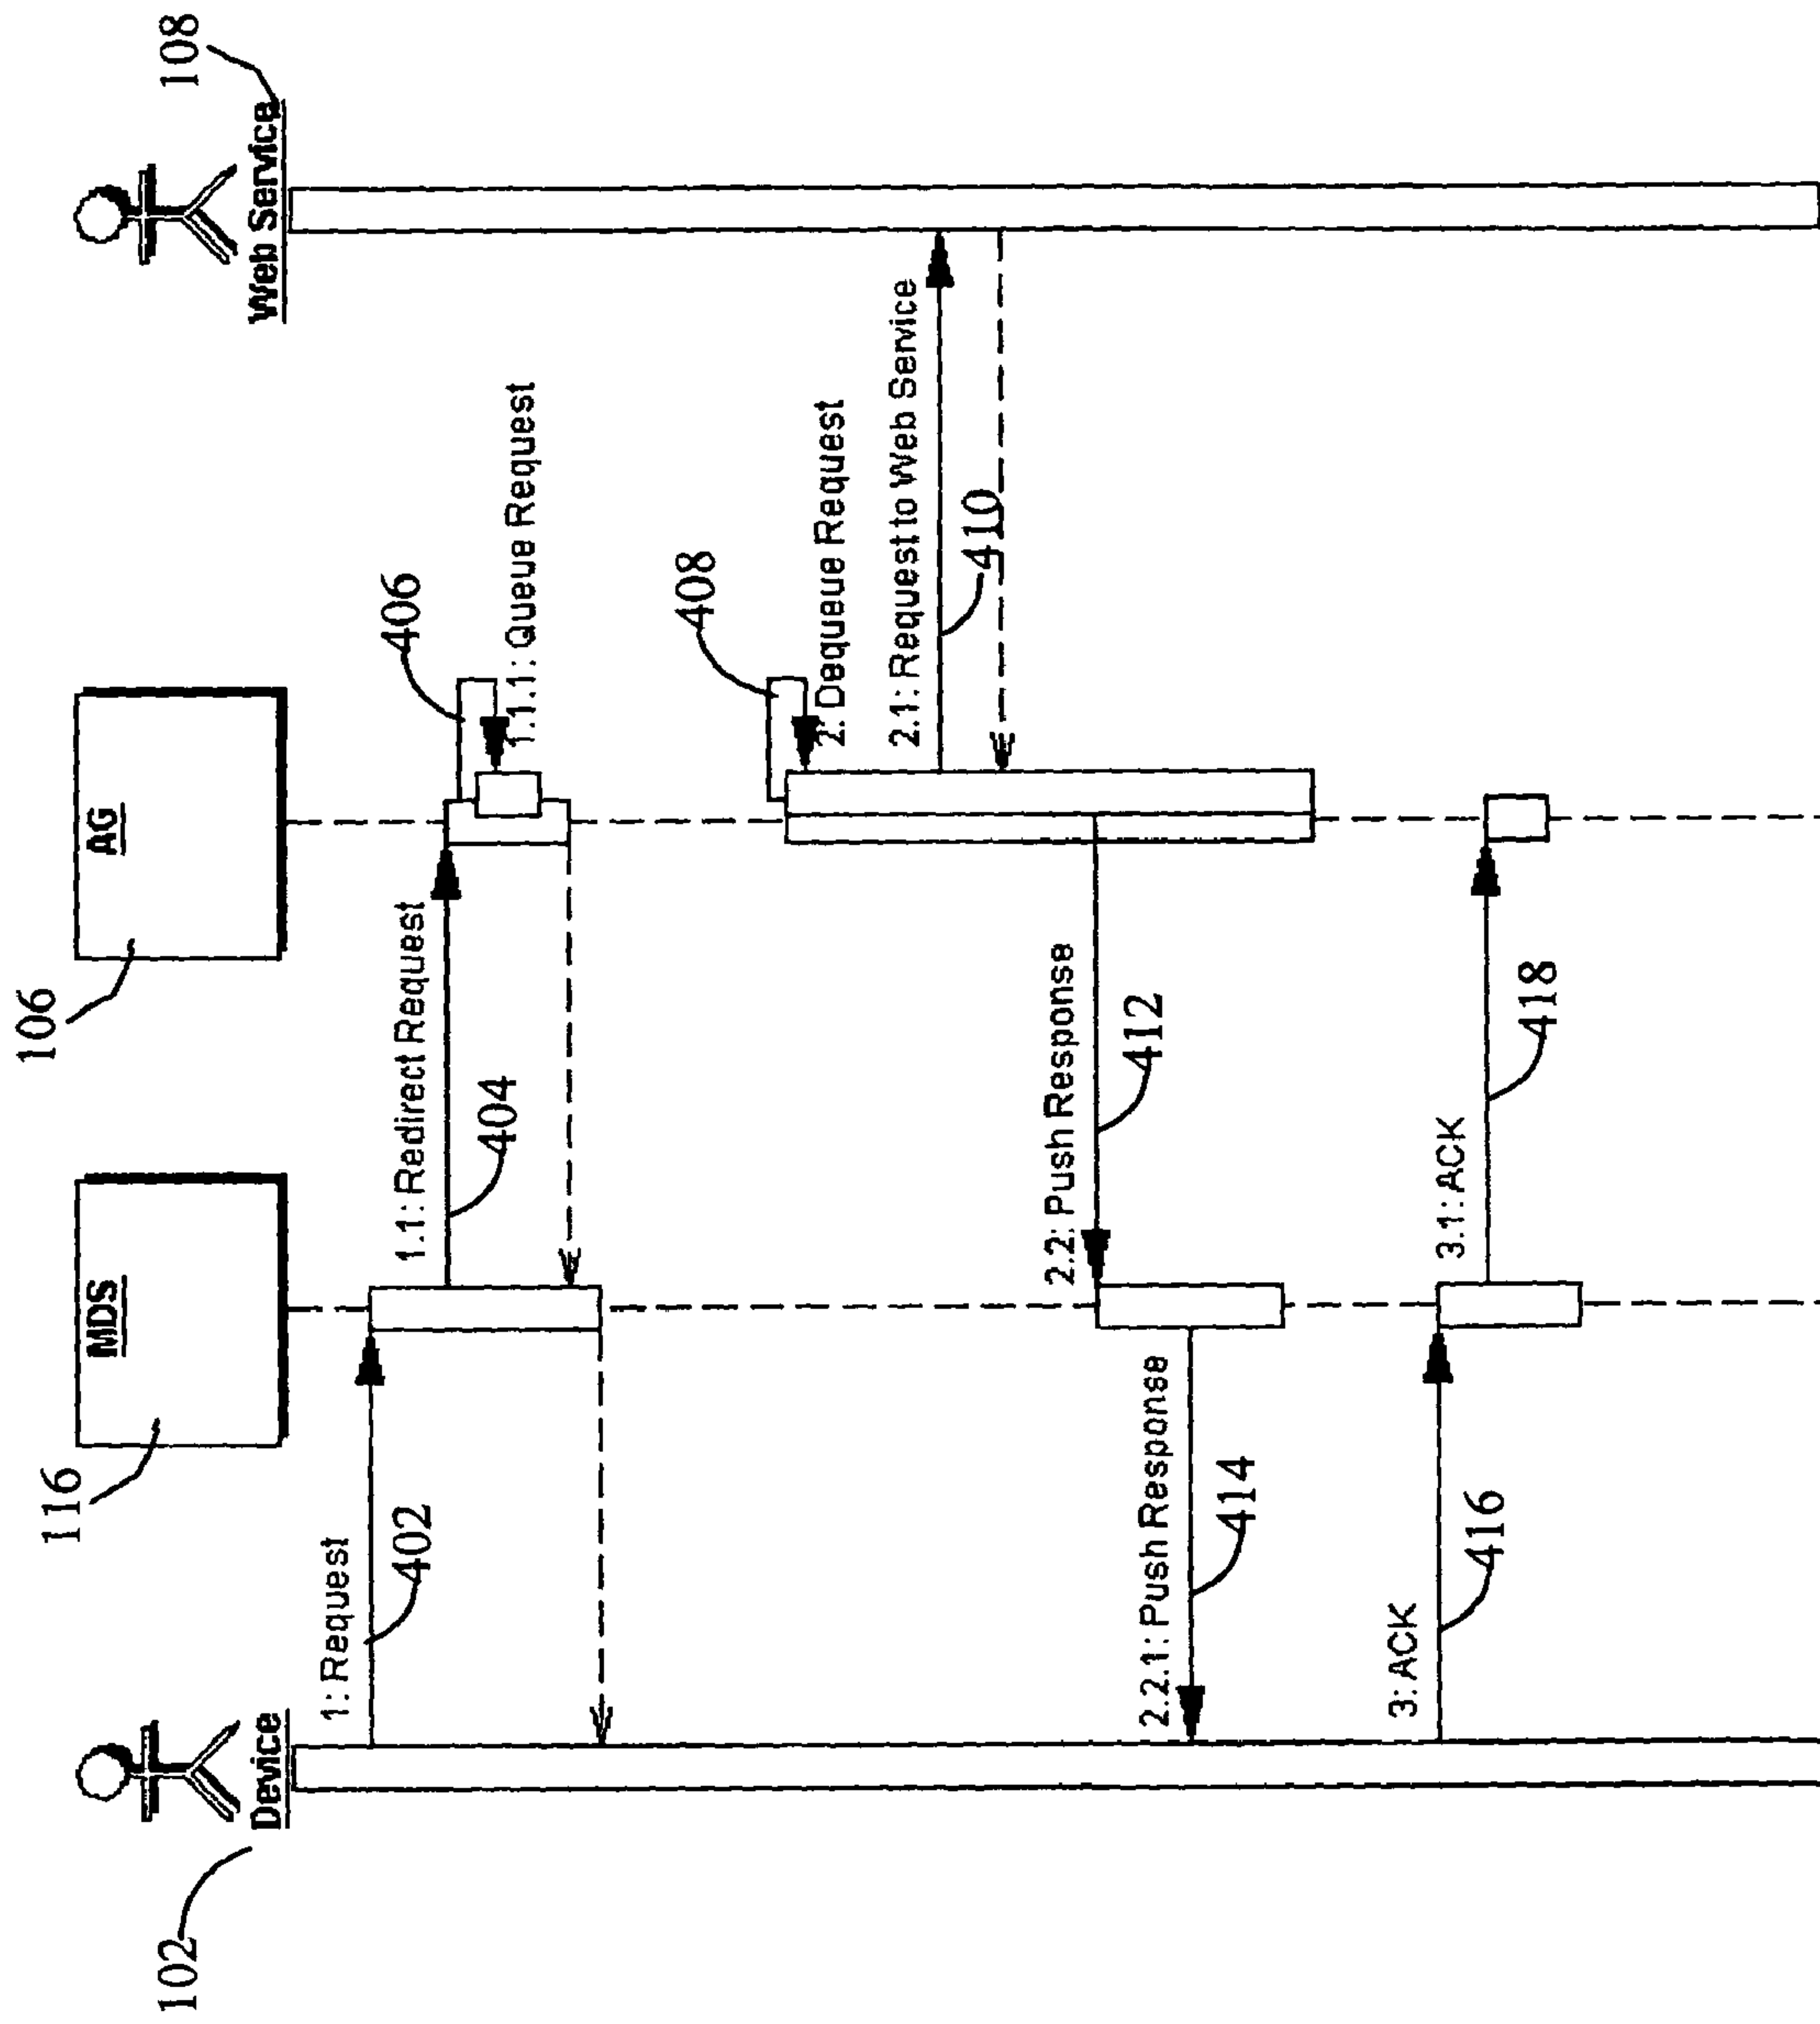 102
Device
116
MDS
106
AG
108
Web Service
1: Request
402
1.1: Redirect Request
404
406
1.1.1: Queue Request
408
2: Dequeue Request
2.1: Request to Web Service
410
2.2: Push Response
412
2.2.1: Push Response
414
3: ACK
416
3.1: ACK
418